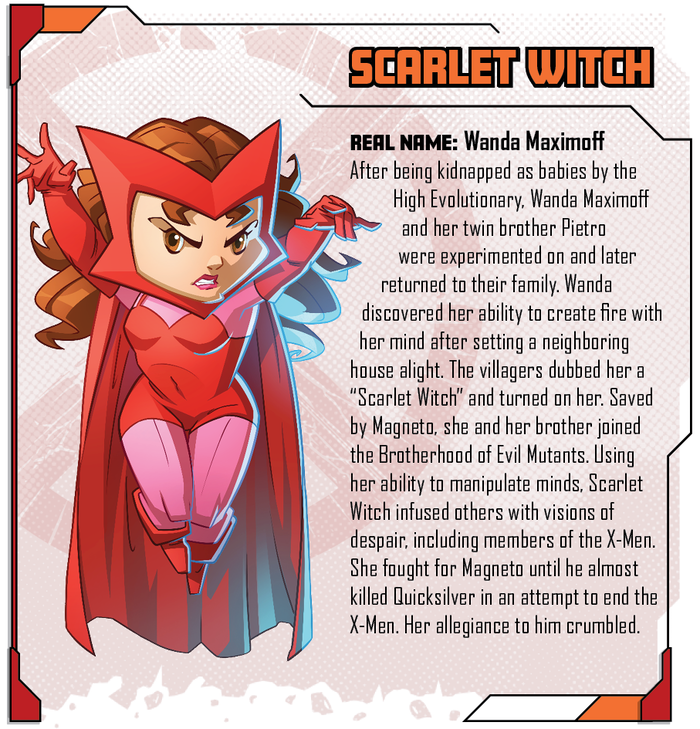 SCARLET WITCH
REAL NAME: Wanda Maximoff
After being kidnapped as babies by the
High Evolutionary, Wanda Maximoff
and her twin brother Pietro
were experimented on and later
returned to their family. Wanda
discovered her ability to create fire with
her mind after setting a neighboring
house alight. The villagers dubbed her a
“Scarlet Witch” and turned on her. Saved
by Magneto, she and her brother joined
the Brotherhood of Evil Mutants. Using
her ability to manipulate minds, Scarlet
Witch infused others with visions of
despair, including members of the X-Men.
She fought for Magneto until he almost
killed Quicksilver in an attempt to end the
X-Men. Her allegiance to him crumbled.